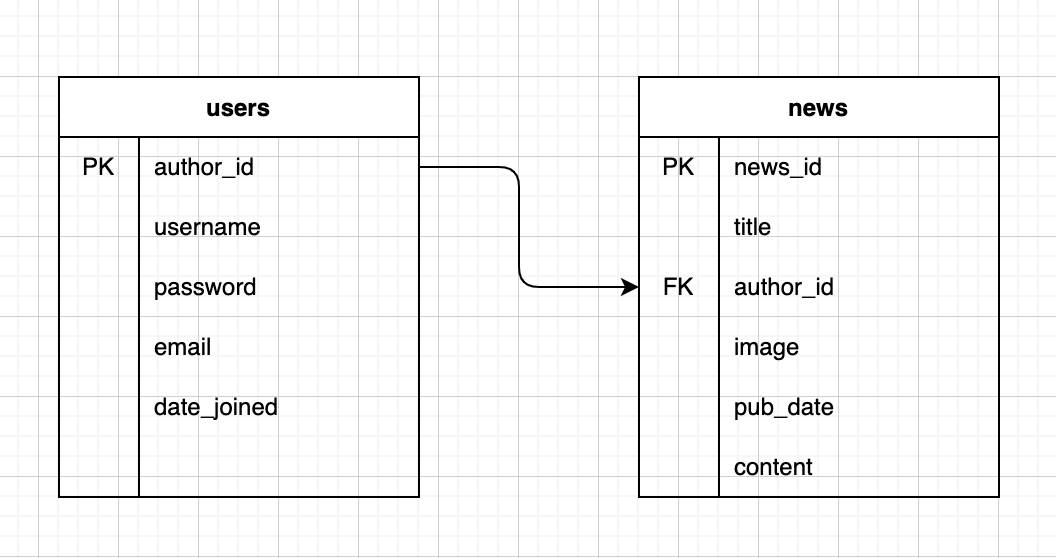 users
PK author_id
username
password
email
date_joined
news
PK news_id
title
FK author_id
image
pub_date
content